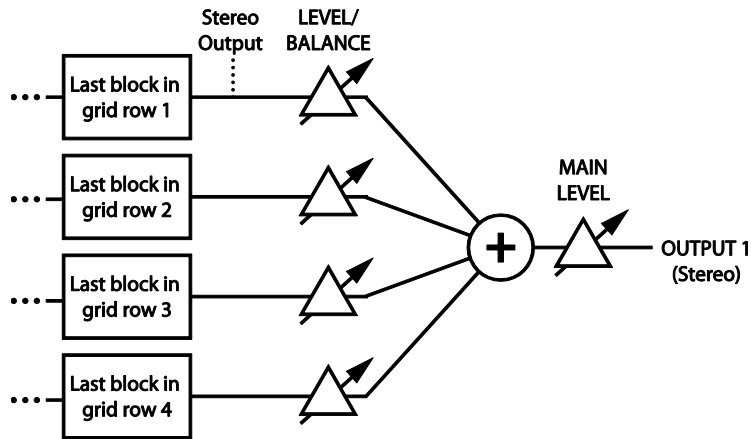 Stereo
Output
LEVEL/
BALANCE
Last block in
grid row 1
Last block in
grid row 2
MAIN
LEVEL
+
OUTPUT 1
(Stereo)
Last block in
grid row 3
Last block in
grid row 4